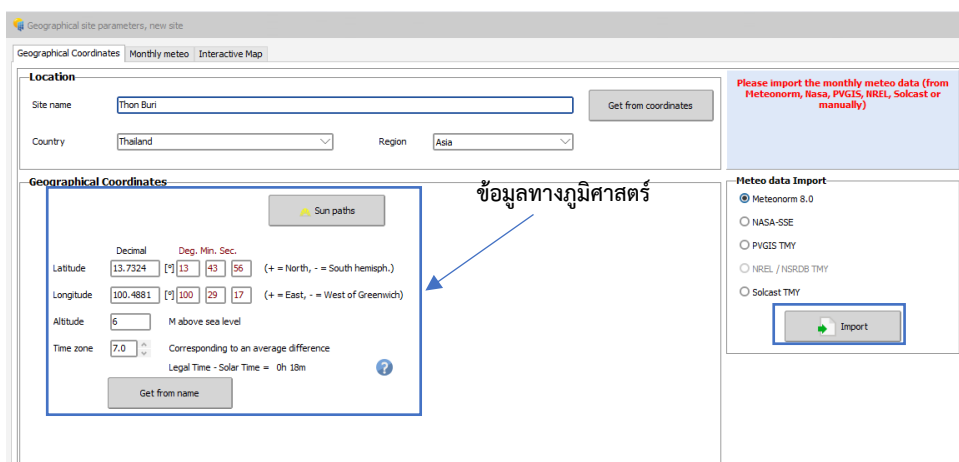 Geographical site parameters, new site
Geographical Coordinates Monthly meteo Interactive Map
Location
Site name Thon Buri Get from coordinates
Country Thailand Region Asia
Please import the monthly meteo data (from
Meteonorm, Nasa, PVGIS, NREL, Solcast or
manually)
Geographical Coordinates
ข้อมูลทางภูมิศาสตร์
Sun paths
Decimal Deg. Min. Sec.
Latitude 13.7324 [°] 13 43 56 (+ = North, - = South hemisph.)
Longitude 100.4881 [°] 100 29 17 (+ = East, - = West of Greenwich)
Altitude 6 M above sea level
Time zone 7.0 Corresponding to an average difference
Legal Time - Solar Time = 0h 18m ?
Get from name
Meteo data Import
Meteonorm 8.0
NASA-SSE
PVGIS TMY
NREL / NSRDB TMY
Solcast TMY
Import